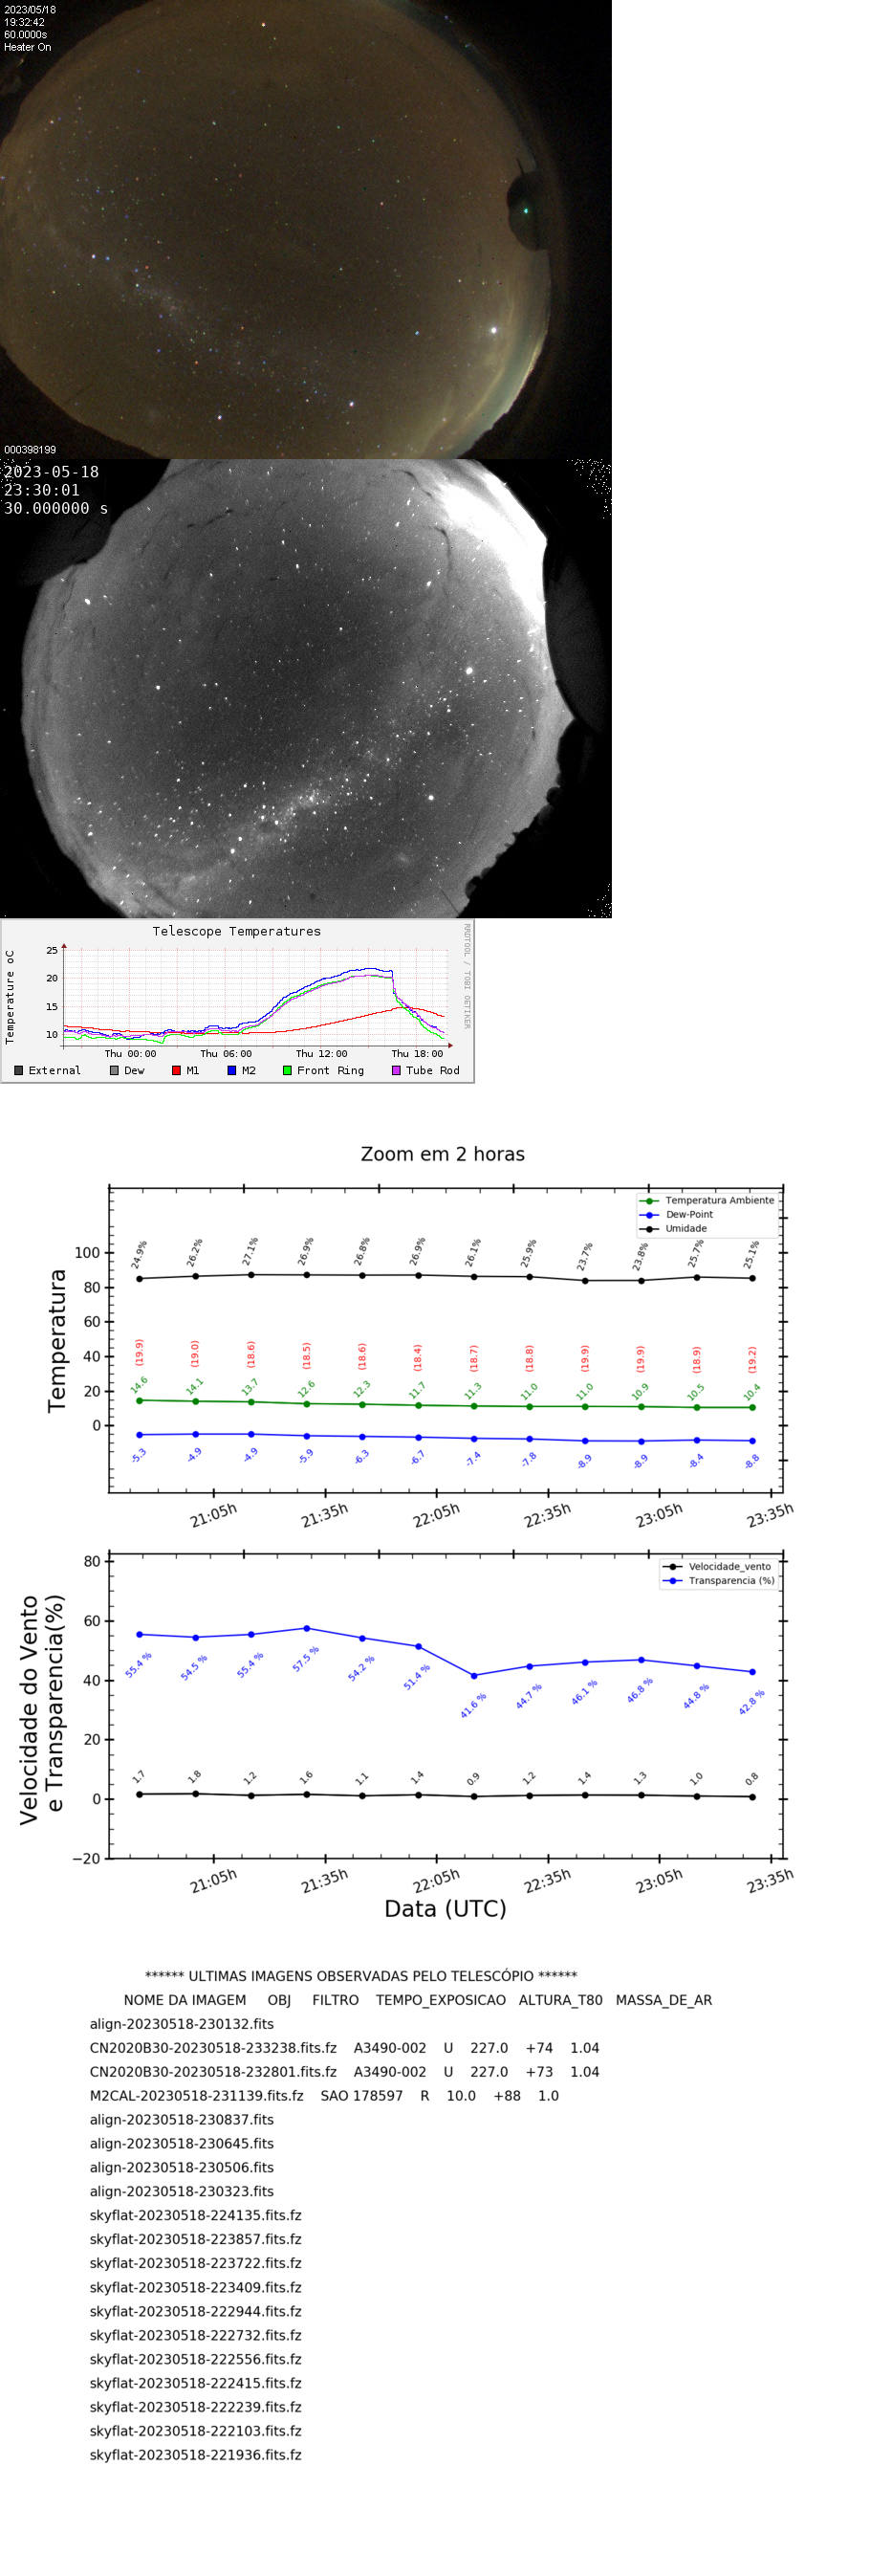 2023/05/18
19:32:42
60.0000s
Heater On
000398199
2023-05-18
23:30:01
30.000000 s
Telescope Temperatures
RRDTOOL / TOBI OETIKER
Temperature oC
25
20
15
10
Thu 00:00 Thu 06:00 Thu 12:00 Thu 18:00
External Dew M1 M2 Front Ring Tube Rod
Zoom em 2 horas
Temperatura Ambiente
Dew-Point
Umidade
Temperatura
100
80
60
40
20
0
24.9% 26.2% 27.1% 26.9% 26.8% 26.9% 26.1% 25.9% 23.7% 23.8% 25.7% 25.1%
(19.9) (19.0) (18.6) (18.5) (18.6) (18.4) (18.7) (18.8) (19.9) (19.9) (18.9) (19.2)
14.6 14.1 13.7 12.6 12.3 11.7 11.3 11.0 11.0 10.9 10.5 10.4
-5.3 -4.9 -4.9 -5.9 -6.3 -6.7 -7.4 -7.8 -8.9 -8.9 -8.4 -8.8
21:05h 21:35h 22:05h 22:35h 23:05h 23:35h
Velocidade_vento
Transparencia (%)
Velocidade do Vento
e Transparencia(%)
80
60
40
20
0
−20
55.4 % 54.5 % 55.4 % 57.5 % 54.2 % 51.4 % 41.6 % 44.7 % 46.1 % 46.8 % 44.8 % 42.8 %
1.7 1.8 1.2 1.6 1.1 1.4 0.9 1.2 1.4 1.3 1.0 0.8
21:05h 21:35h 22:05h 22:35h 23:05h 23:35h
Data (UTC)
****** ULTIMAS IMAGENS OBSERVADAS PELO TELESCÓPIO ******
NOME DA IMAGEM OBJ FILTRO TEMPO_EXPOSICAO ALTURA_T80 MASSA_DE_AR
align-20230518-230132.fits
CN2020B30-20230518-233238.fits.fz A3490-002 U 227.0 +74 1.04
CN2020B30-20230518-232801.fits.fz A3490-002 U 227.0 +73 1.04
M2CAL-20230518-231139.fits.fz SAO 178597 R 10.0 +88 1.0
align-20230518-230837.fits
align-20230518-230645.fits
align-20230518-230506.fits
align-20230518-230323.fits
skyflat-20230518-224135.fits.fz
skyflat-20230518-223857.fits.fz
skyflat-20230518-223722.fits.fz
skyflat-20230518-223409.fits.fz
skyflat-20230518-222944.fits.fz
skyflat-20230518-222732.fits.fz
skyflat-20230518-222556.fits.fz
skyflat-20230518-222415.fits.fz
skyflat-20230518-222239.fits.fz
skyflat-20230518-222103.fits.fz
skyflat-20230518-221936.fits.fz